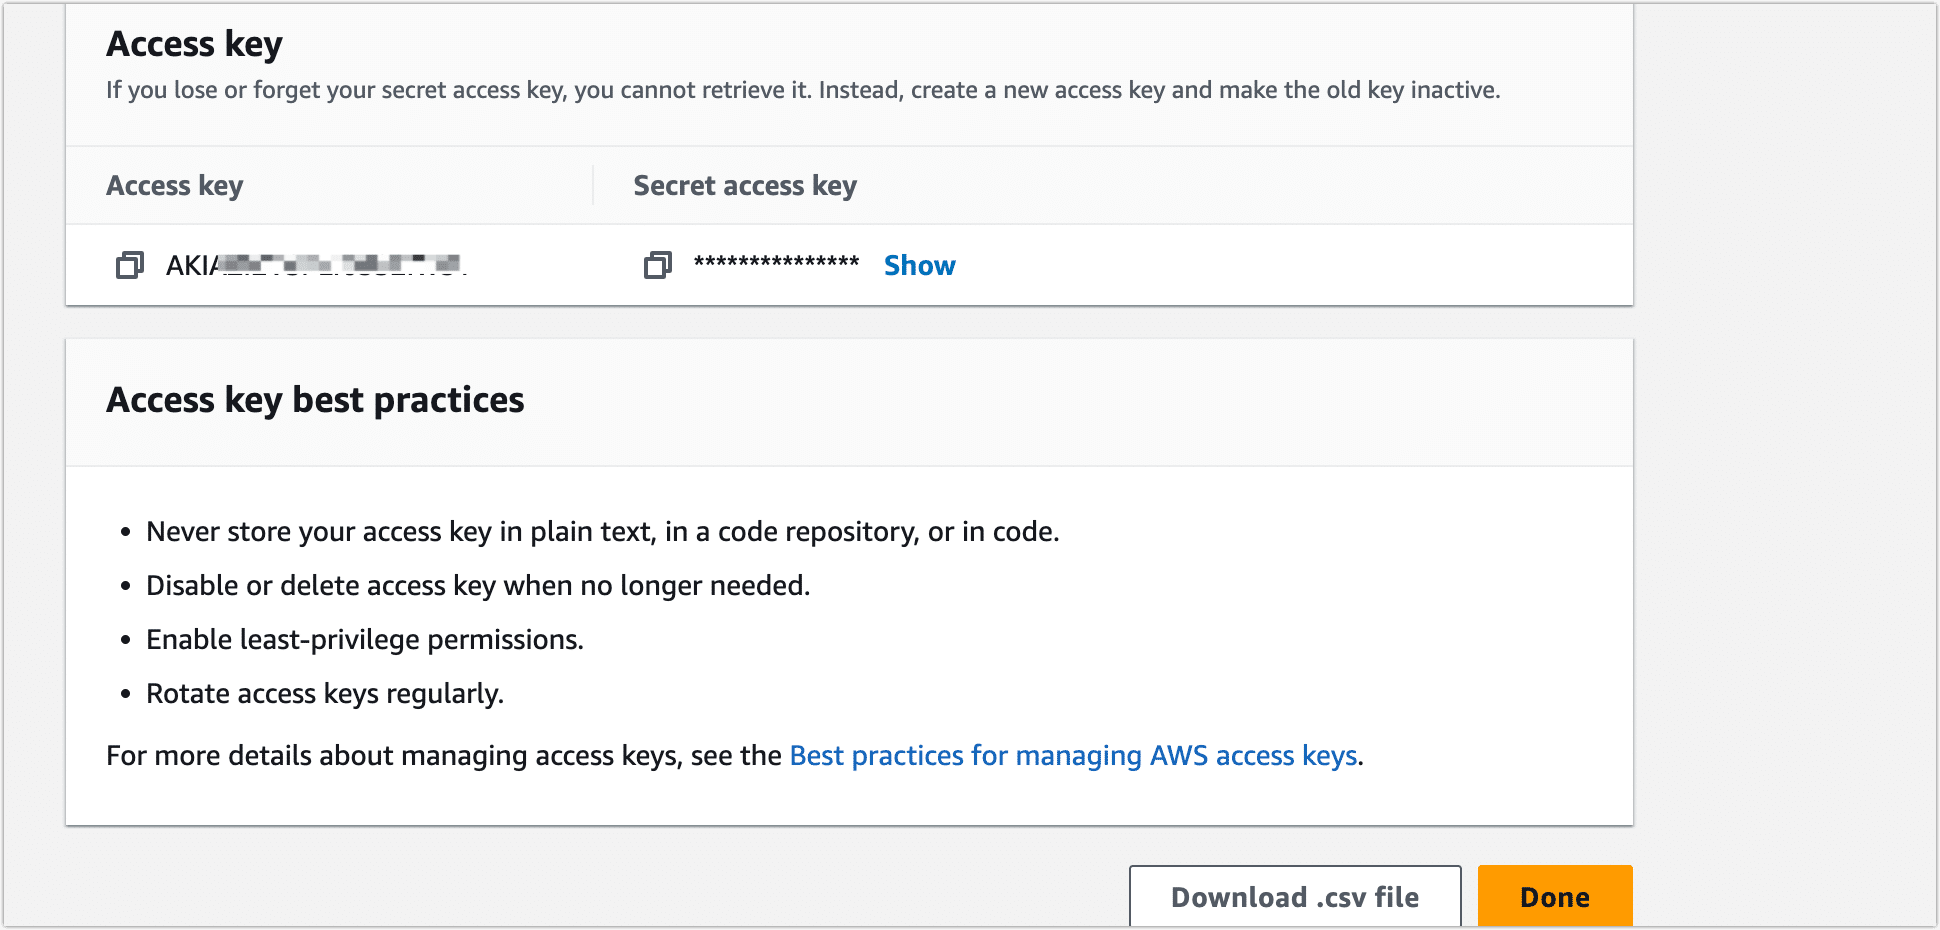 Access key
If you lose or forget your secret access key, you cannot retrieve it. Instead, create a new access key and make the old key inactive.
Access key Secret access key
AKIA *************** Show
Access key best practices
• Never store your access key in plain text, in a code repository, or in code.
• Disable or delete access key when no longer needed.
• Enable least-privilege permissions.
• Rotate access keys regularly.
For more details about managing access keys, see the Best practices for managing AWS access keys.
Download .csv file Done